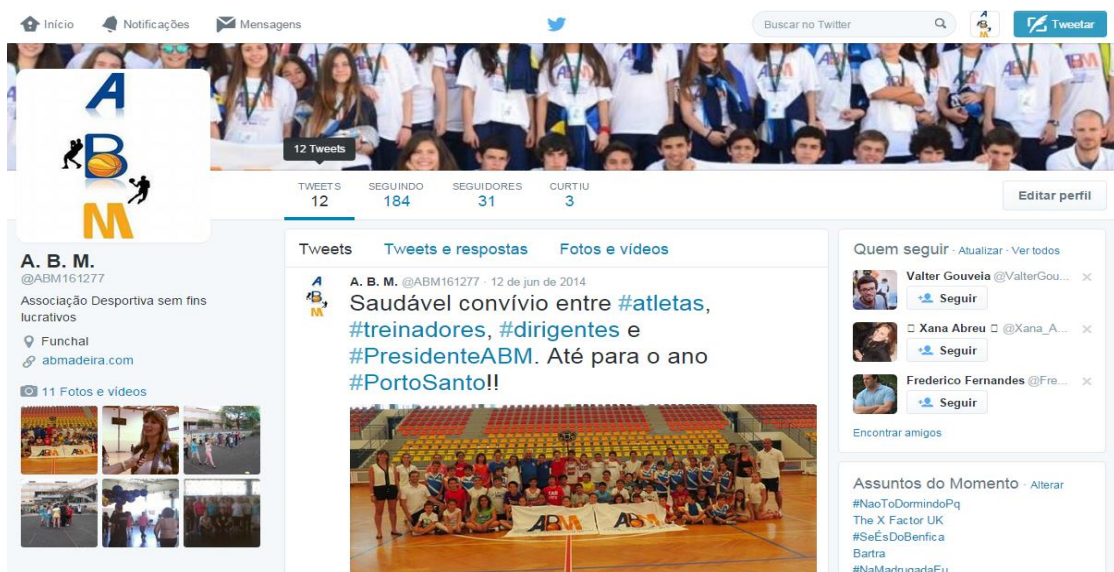 Início Notificações Mensagens Buscar no Twitter Tweetar
A
B
M
12 Tweets
TWEETS SEGUINDO SEGUIDORES CURTIU
12 184 31 3
Editar perfil
A. B. M.
@ABM161277
Associação Desportiva sem fins
lucrativos
Funchal
abmadeira.com
11 Fotos e vídeos
Tweets Tweets e respostas Fotos e vídeos
A. B. M. @ABM161277 · 12 de jun de 2014
Saudável convívio entre #atletas,
#treinadores, #dirigentes e
#PresidenteABM. Até para o ano
#PortoSanto!!
ABM ABM
Quem seguir · Atualizar · Ver todos
Valter Gouveia @ValterGou...
Seguir
Xana Abreu @Xana_A...
Seguir
Frederico Fernandes @Fre...
Seguir
Encontrar amigos
Assuntos do Momento · Alterar
#NaoToDormindoPq
The X Factor UK
#SeÉsDoBenfica
Bartra
#NaMadrugadaEu